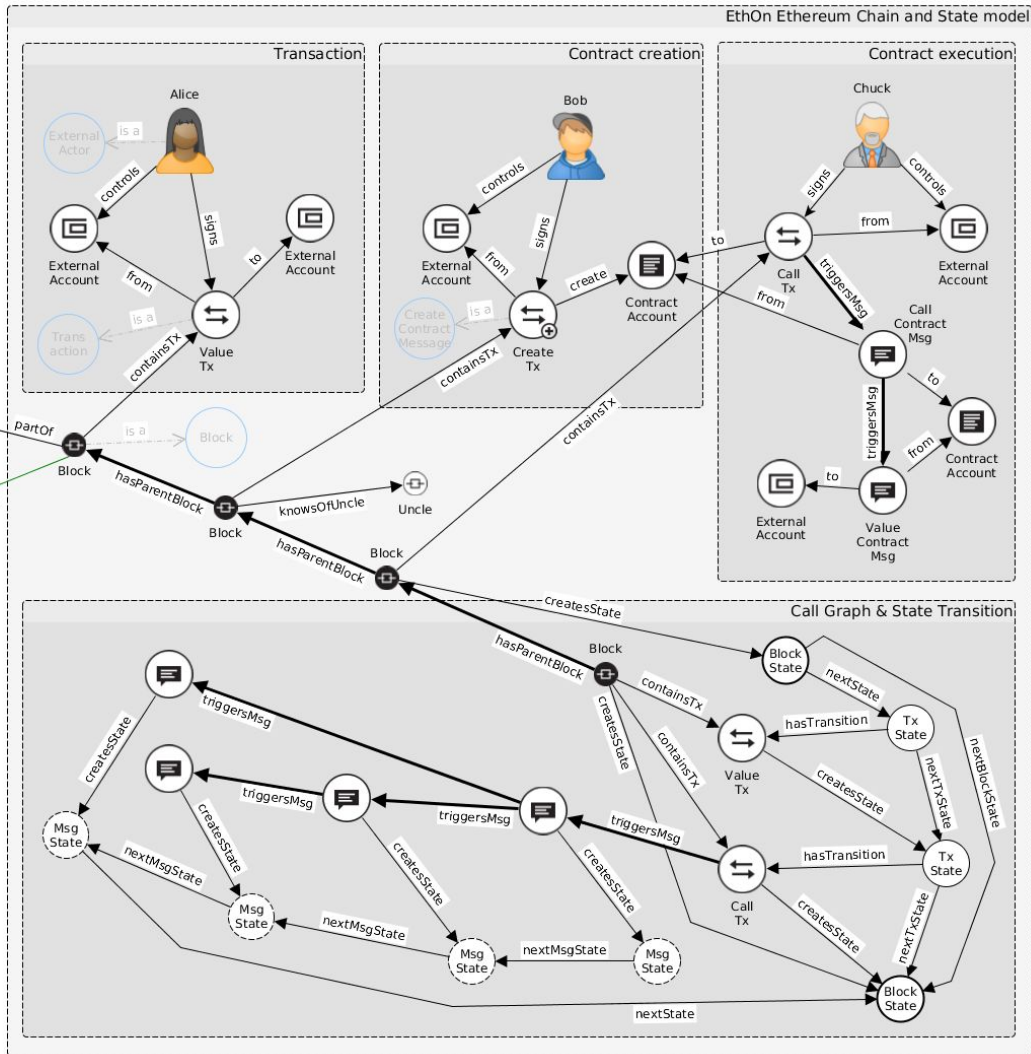 EthOn Ethereum Chain and State model
Transaction
Alice
External
Actor
is a
controls
signs
External
Account
External
Account
from
to
Trans
action
is a
Value
Tx
containsTx
Contract creation
Bob
controls
signs
External
Account
from
create
Contract
Account
Create
Contract
Message
is a
Create
Tx
containsTx
Contract execution
Chuck
signs
controls
to
from
Call
Tx
External
Account
triggersMsg
from
Call
Contract
Msg
to
triggersMsg
from
Contract
Account
to
External
Account
Value
Contract
Msg
containsTx
partOf
Block
is a
Block
hasParentBlock
knowsOfUncle
Uncle
Block
hasParentBlock
Block
createsState
hasParentBlock
Call Graph & State Transition
Block
Block
State
nextState
containsTx
createsState
containsTx
hasTransition
Tx
State
nextBlockState
Value
Tx
nextTxState
createsState
triggersMsg
createsState
triggersMsg
triggersMsg
triggersMsg
Msg
State
createsState
nextMsgState
createsState
createsState
hasTransition
Tx
State
Call
Tx
createsState
nextTxState
Msg
State
nextMsgState
Msg
State
nextMsgState
Msg
State
Block
State
nextState